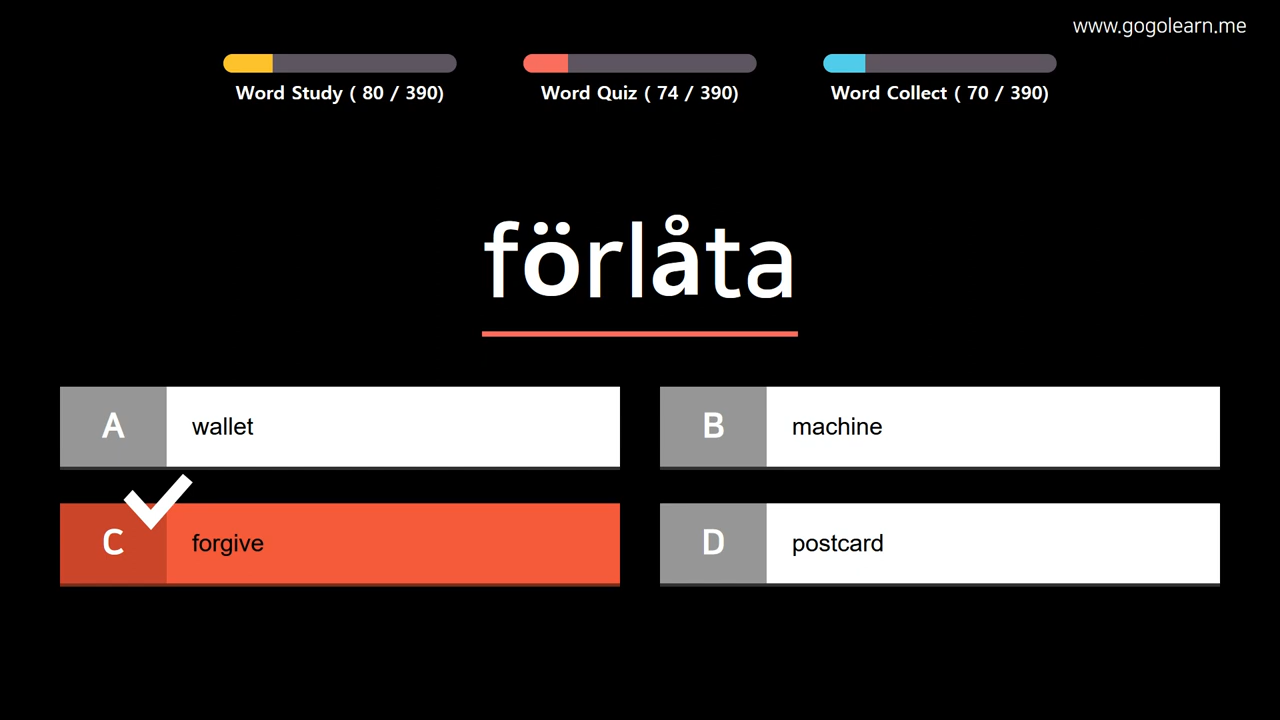 www.gogolearn.me
Word Study ( 80 / 390)
Word Quiz ( 74 / 390)
Word Collect ( 70 / 390)
förlåta
A wallet
B machine
C forgive
D postcard